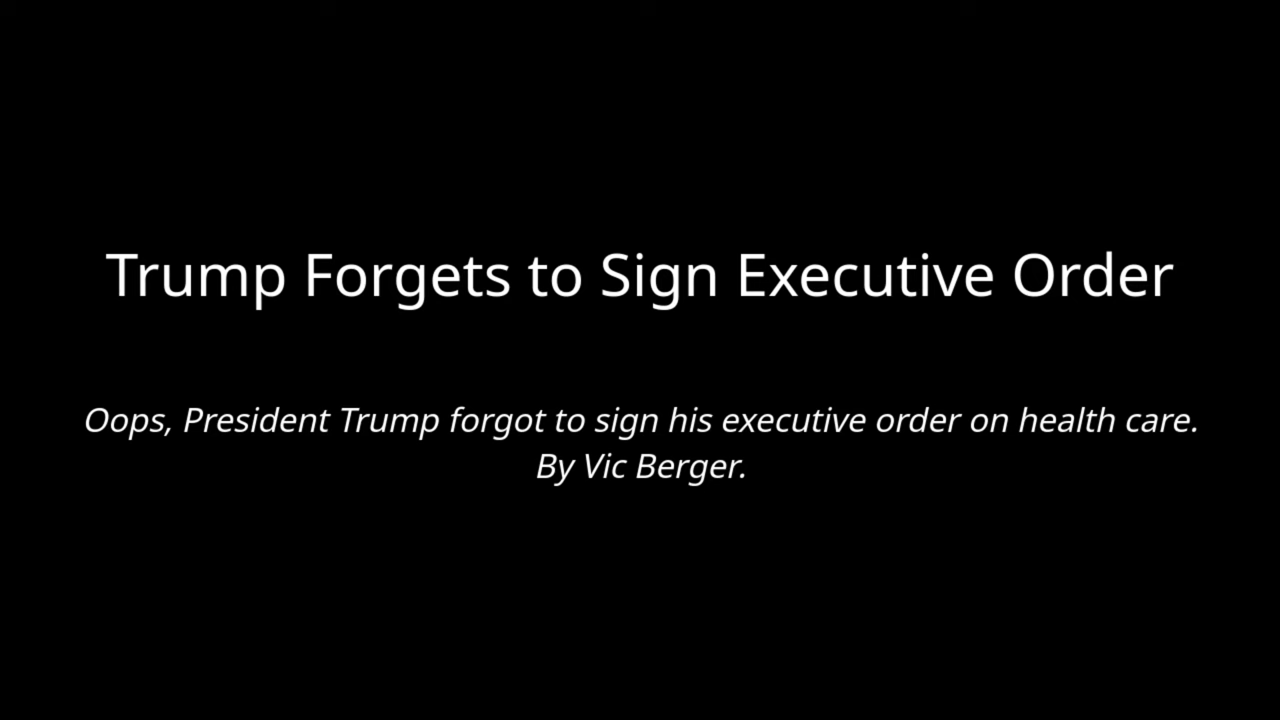 Trump Forgets to Sign Executive Order
Oops, President Trump forgot to sign his executive order on health care.
By Vic Berger.